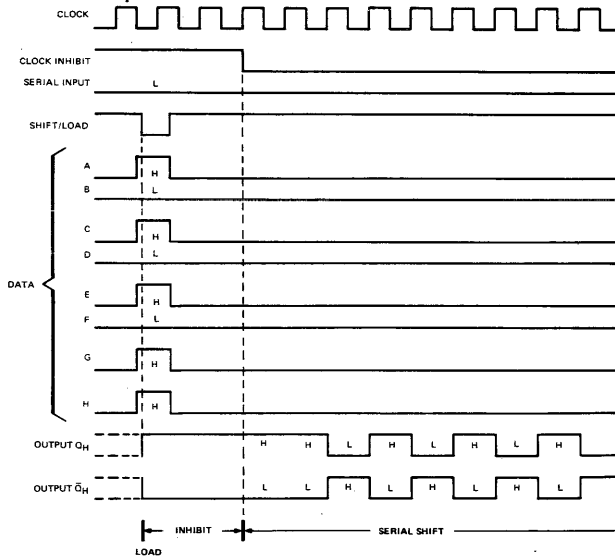 CLOCK
CLOCK INHIBIT
SERIAL INPUT L
SHIFT/LOAD
DATA
A H
B L
C H
D L
E H
F L
G H
H H
OUTPUT QH H H L H L H L H
OUTPUT Q̅H L L H L H L H L
INHIBIT SERIAL SHIFT
LOAD